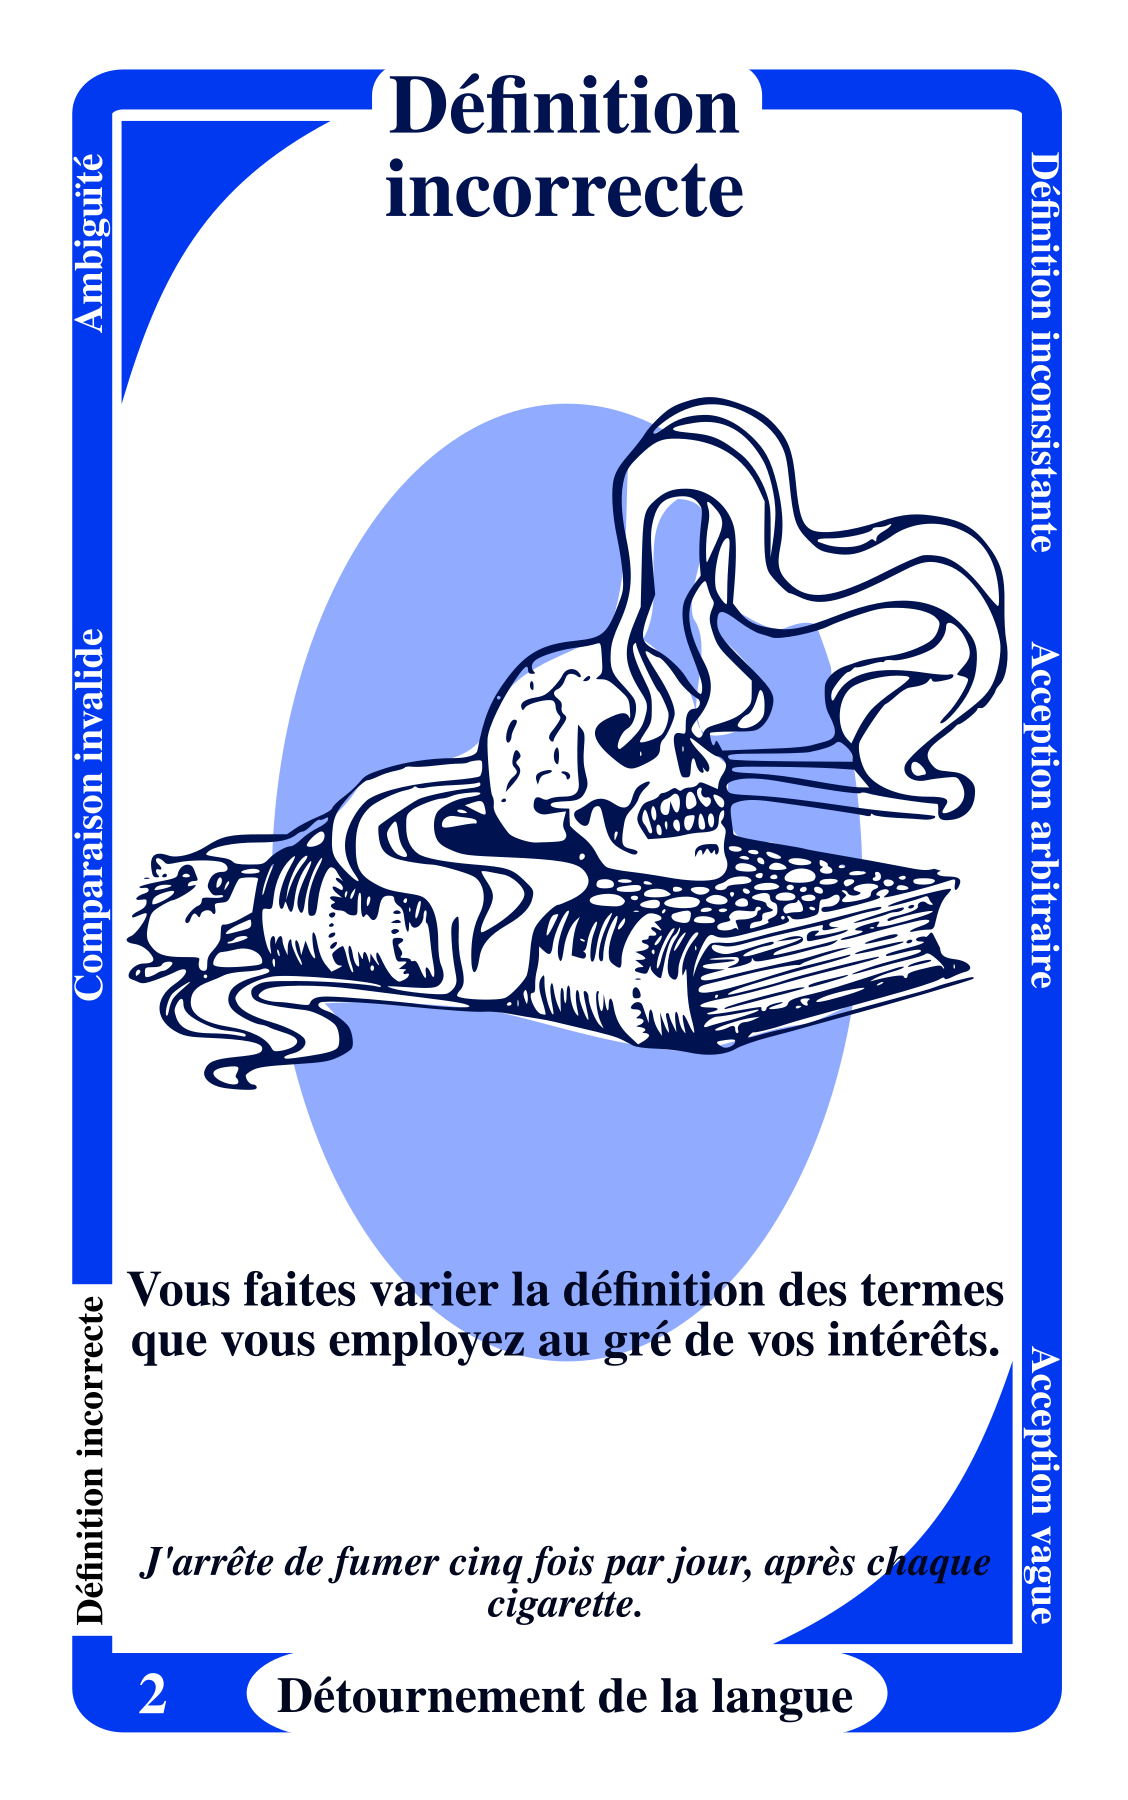 Définition
incorrecte
Ambiguïté
Comparaison invalide
Définition incorrecte
Définition inconsistante
Acception arbitraire
Acception vague
Vous faites varier la définition des termes
que vous employez au gré de vos intérêts.
J'arrête de fumer cinq fois par jour, après chaque
cigarette.
2
Détournement de la langue